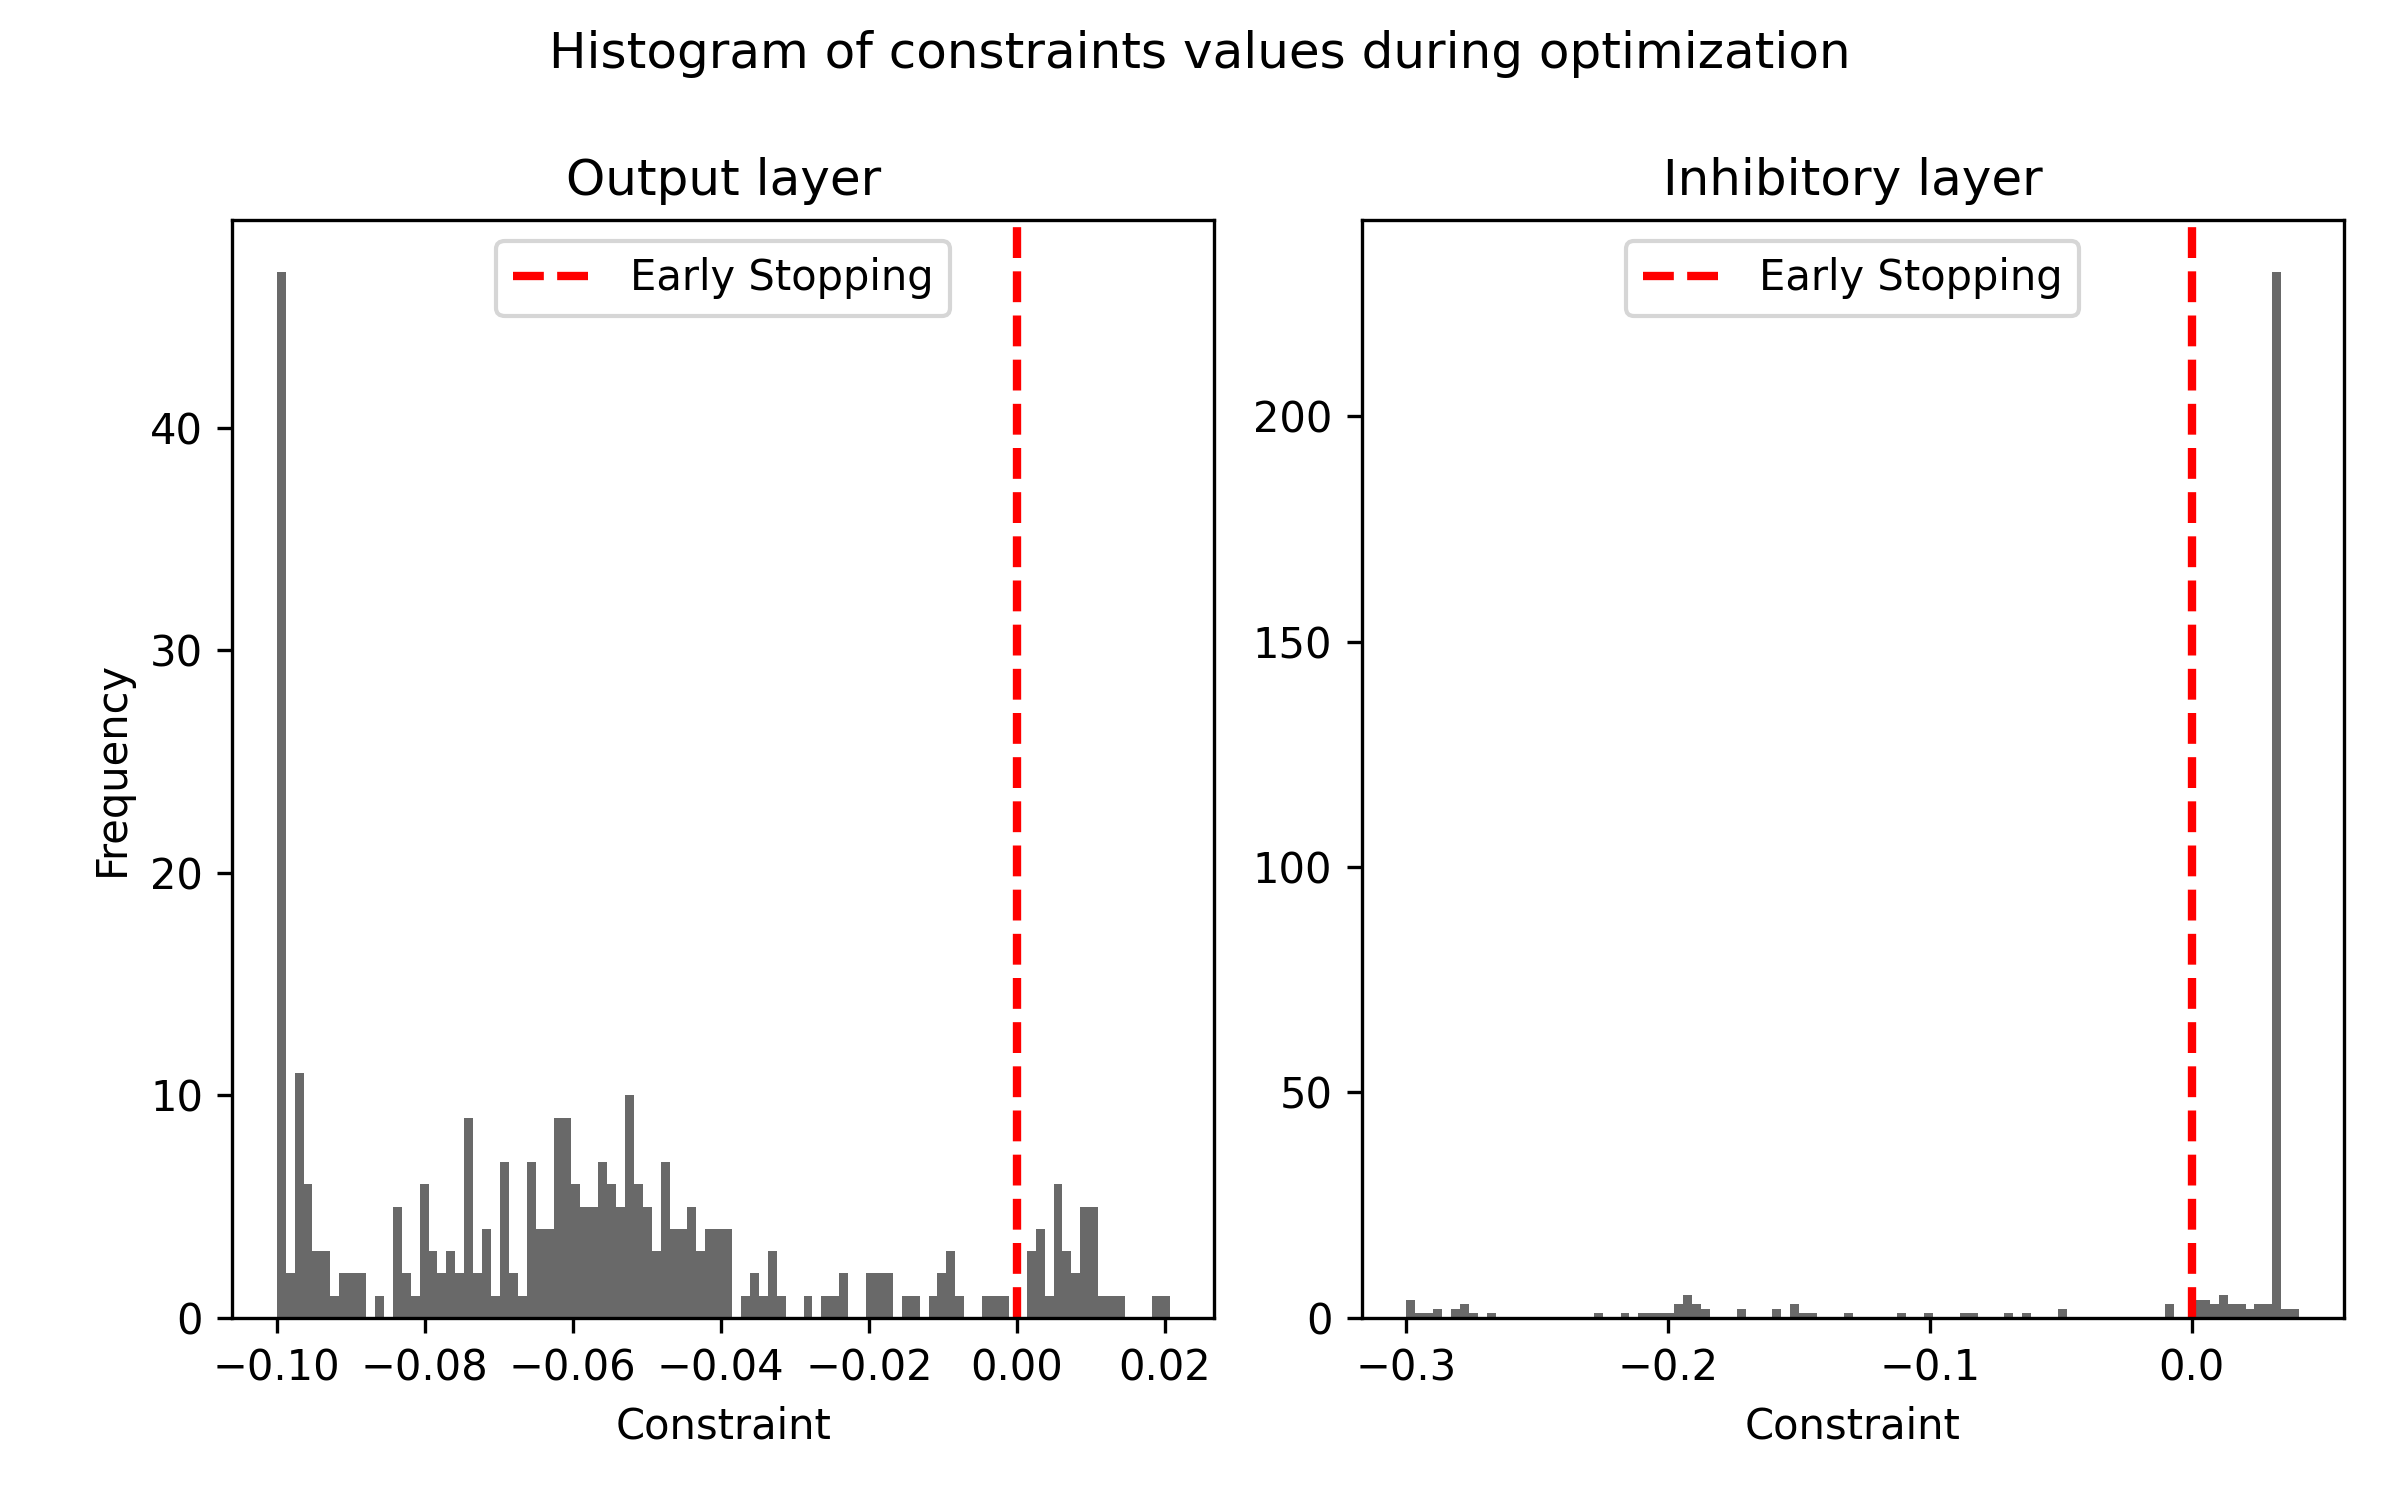 Histogram of constraints values during optimization
Output layer
Early Stopping
40
30
20
10
0
Frequency
−0.10 −0.08 −0.06 −0.04 −0.02 0.00 0.02
Constraint
Inhibitory layer
Early Stopping
200
150
100
50
0
−0.3 −0.2 −0.1 0.0
Constraint